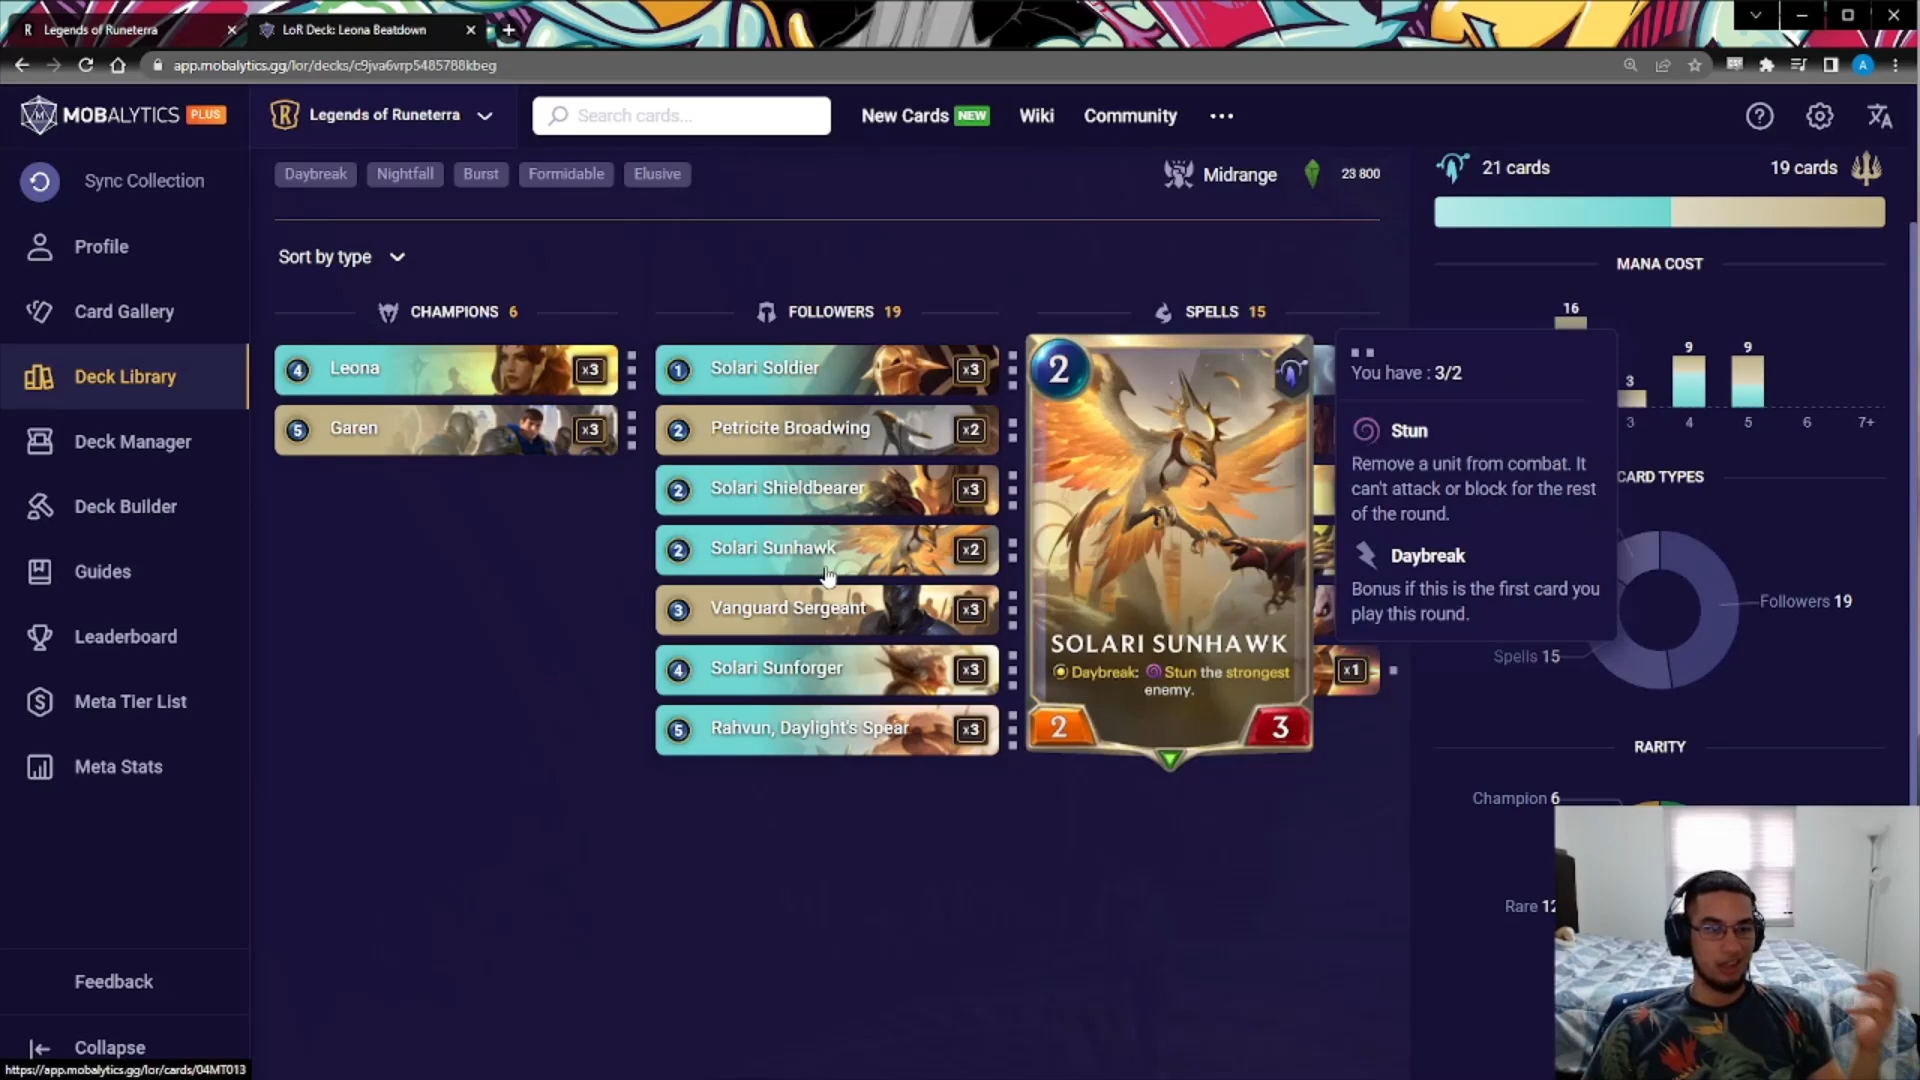 Legends of Runeterra
LoR Deck: Leona Beatdown
app.mobalytics.gg/lor/decks/c9jva6vrp5485788kbeg
A
MOBALYTICS PLUS
Legends of Runeterra
Search cards...
New Cards NEW
Wiki
Community
Sync Collection
Profile
Card Gallery
Deck Library
Deck Manager
Deck Builder
Guides
Leaderboard
Meta Tier List
Meta Stats
Feedback
Collapse
https://app.mobalytics.gg/lor/cards/04MT013
Daybreak
Nightfall
Burst
Formidable
Elusive
Midrange
23 800
Sort by type
CHAMPIONS 6
4 Leona x3
5 Garen x3
FOLLOWERS 19
1 Solari Soldier x3
2 Petricite Broadwing x2
2 Solari Shieldbearer x3
2 Solari Sunhawk x2
3 Vanguard Sergeant x3
4 Solari Sunforger x3
5 Rahvun, Daylight's Spear x3
SPELLS 15
x1
2
SOLARI SUNHAWK
Daybreak: Stun the strongest
enemy.
2
3
You have : 3/2
Stun
Remove a unit from combat. It
can't attack or block for the rest
of the round.
Daybreak
Bonus if this is the first card you
play this round.
21 cards
19 cards
MANA COST
16
3
9
9
3
4
5
6
7+
CARD TYPES
Followers 19
Spells 15
RARITY
Champion 6
Rare 12